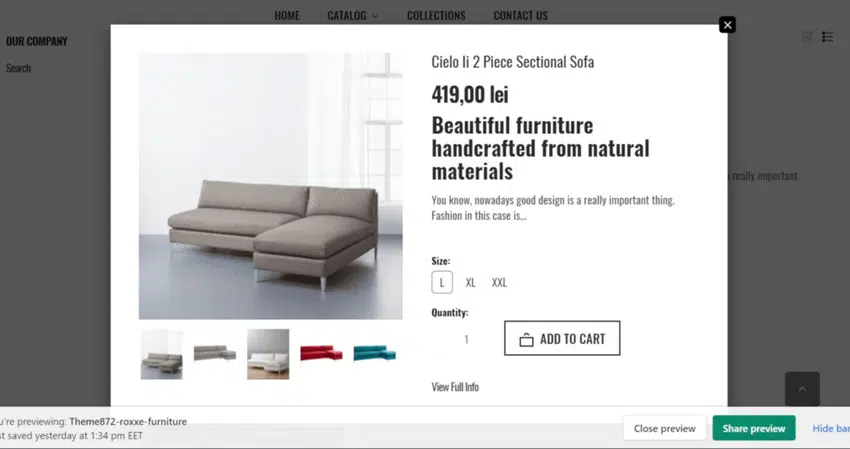 HOME CATALOG COLLECTIONS CONTACT US
OUR COMPANY
Search
Cielo Ii 2 Piece Sectional Sofa
419,00 lei
Beautiful furniture
handcrafted from natural
materials
really important
You know, nowadays good design is a really important thing.
Fashion in this case is...
Size:
L XL XXL
Quantity:
1 ADD TO CART
View Full Info
're previewing: Theme872-roxxe-furniture
st saved yesterday at 1:34 pm EET
Close preview Share preview Hide bar